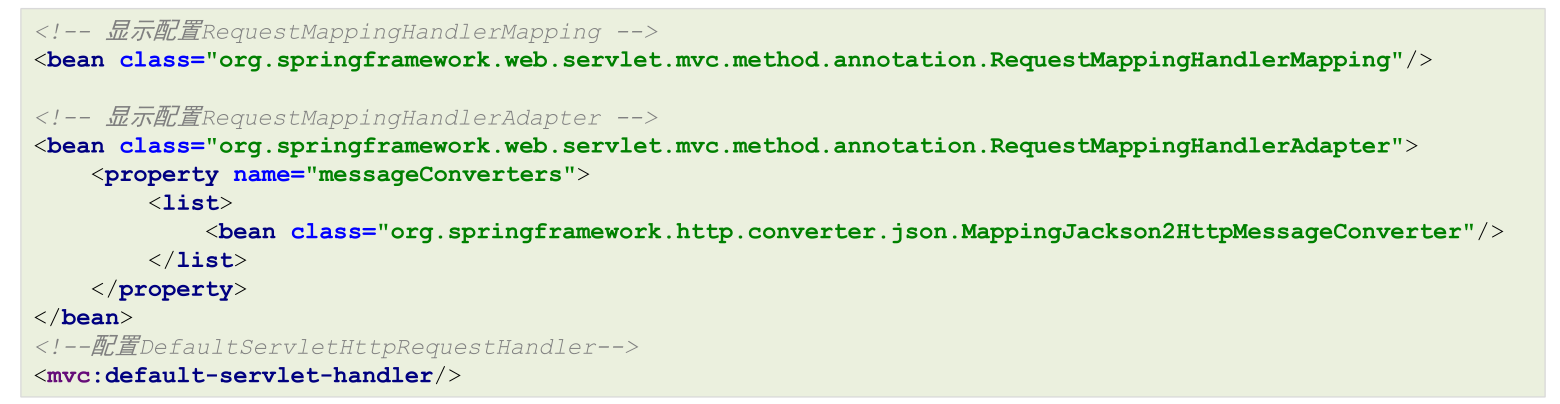 <!-- 显示配置RequestMappingHandlerMapping -->
<bean class="org.springframework.web.servlet.mvc.method.annotation.RequestMappingHandlerMapping"/>
<!-- 显示配置RequestMappingHandlerAdapter -->
<bean class="org.springframework.web.servlet.mvc.method.annotation.RequestMappingHandlerAdapter">
    <property name="messageConverters">
        <list>
            <bean class="org.springframework.http.converter.json.MappingJackson2HttpMessageConverter"/>
        </list>
    </property>
</bean>
<!--配置DefaultServletHttpRequestHandler-->
<mvc:default-servlet-handler/>